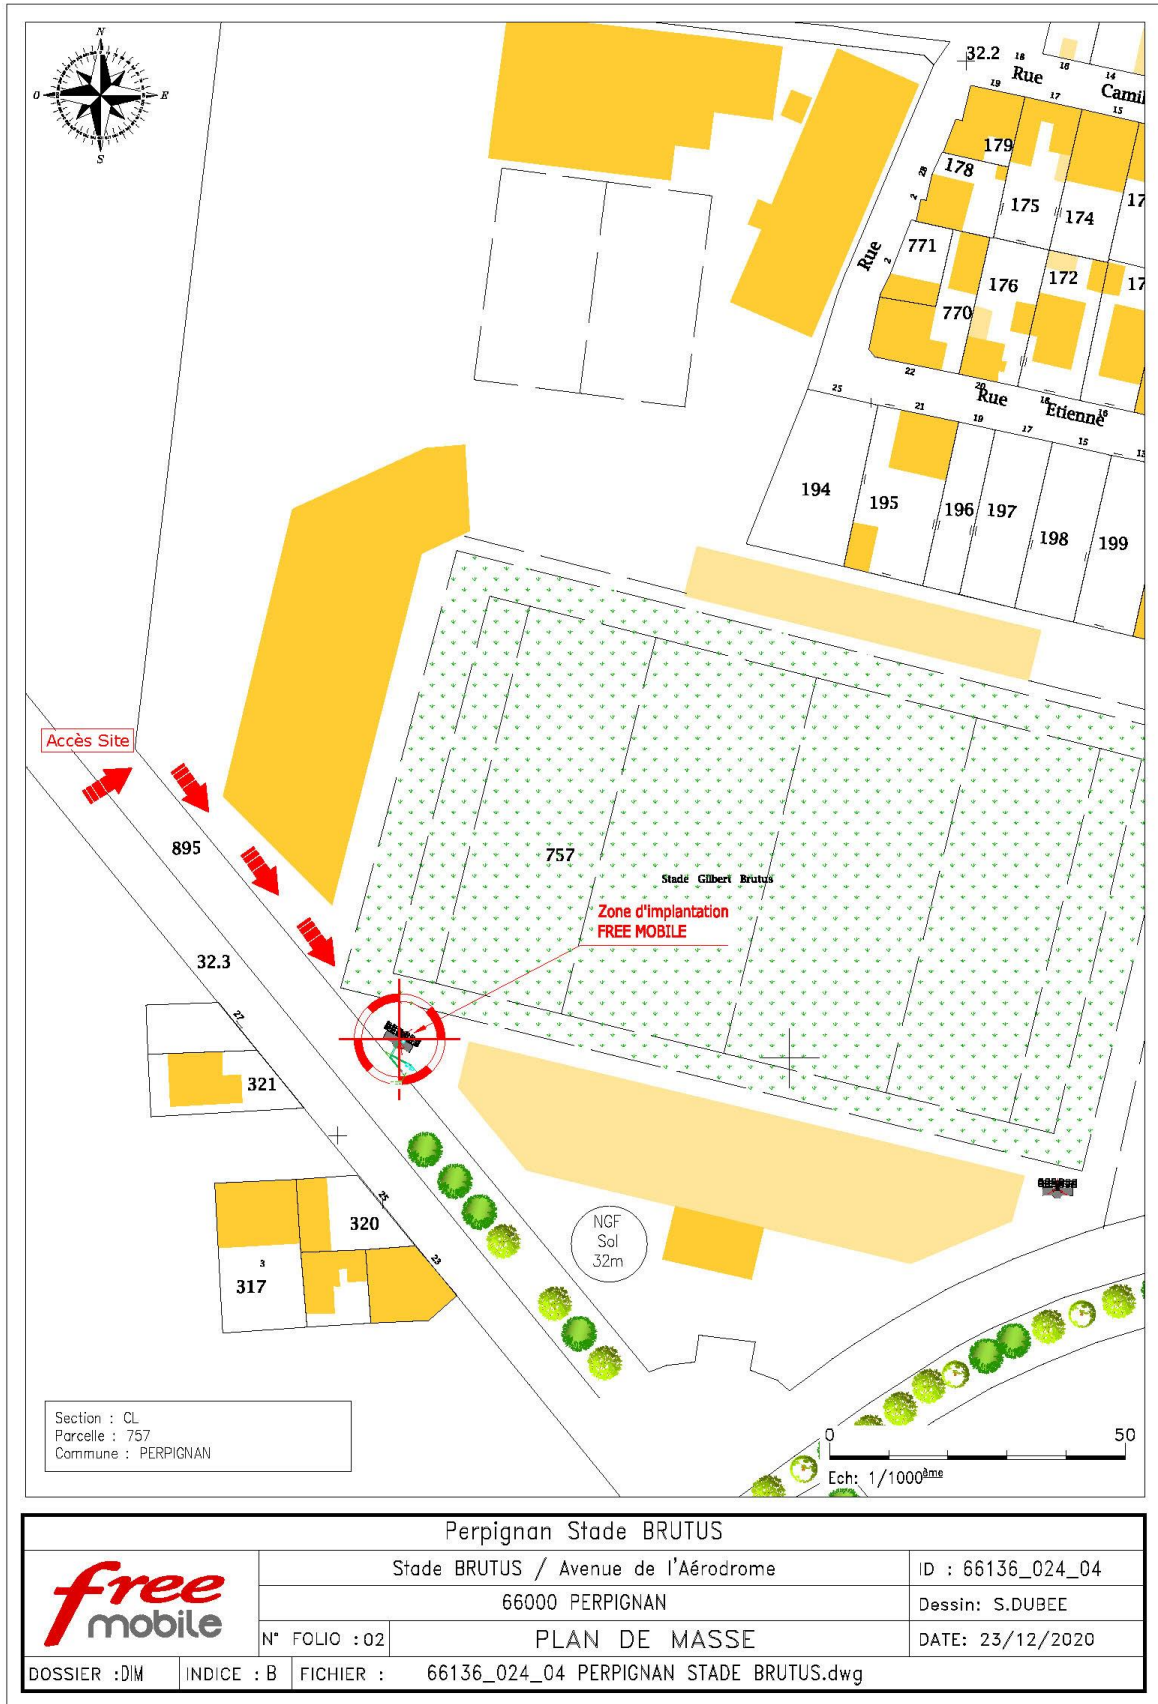 N
O
E
S
32.2
18
16
14
Rue
Camil
19
17
15
179
178
28
2
175
174
17
Rue
2
771
176
172
17
770
22
20
18
16
Rue
Etienne
25
21
19
17
15
13
194
195
196
197
198
199
Accès Site
895
757
Stade Gilbert Brutus
Zone d'implantation
FREE MOBILE
32.3
27
321
25
320
23
3
317
NGF
Sol
32m
Section : CL
Parcelle : 757
Commune : PERPIGNAN
0
50
Ech: 1/1000ème
Perpignan Stade BRUTUS
free
mobile
Stade BRUTUS / Avenue de l'Aérodrome
ID : 66136_024_04
66000 PERPIGNAN
Dessin: S.DUBEE
N° FOLIO :02
PLAN DE MASSE
DATE: 23/12/2020
DOSSIER :DIM
INDICE : B
FICHIER :
66136_024_04 PERPIGNAN STADE BRUTUS.dwg